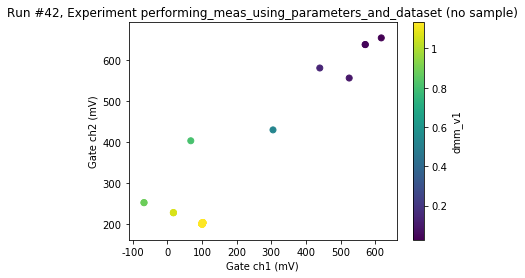 Run #42, Experiment performing_meas_using_parameters_and_dataset (no sample)
Gate ch2 (mV)
600
500
400
300
200
-100 0 100 200 300 400 500 600
Gate ch1 (mV)
1
0.8
0.6
0.4
0.2
dmm_v1